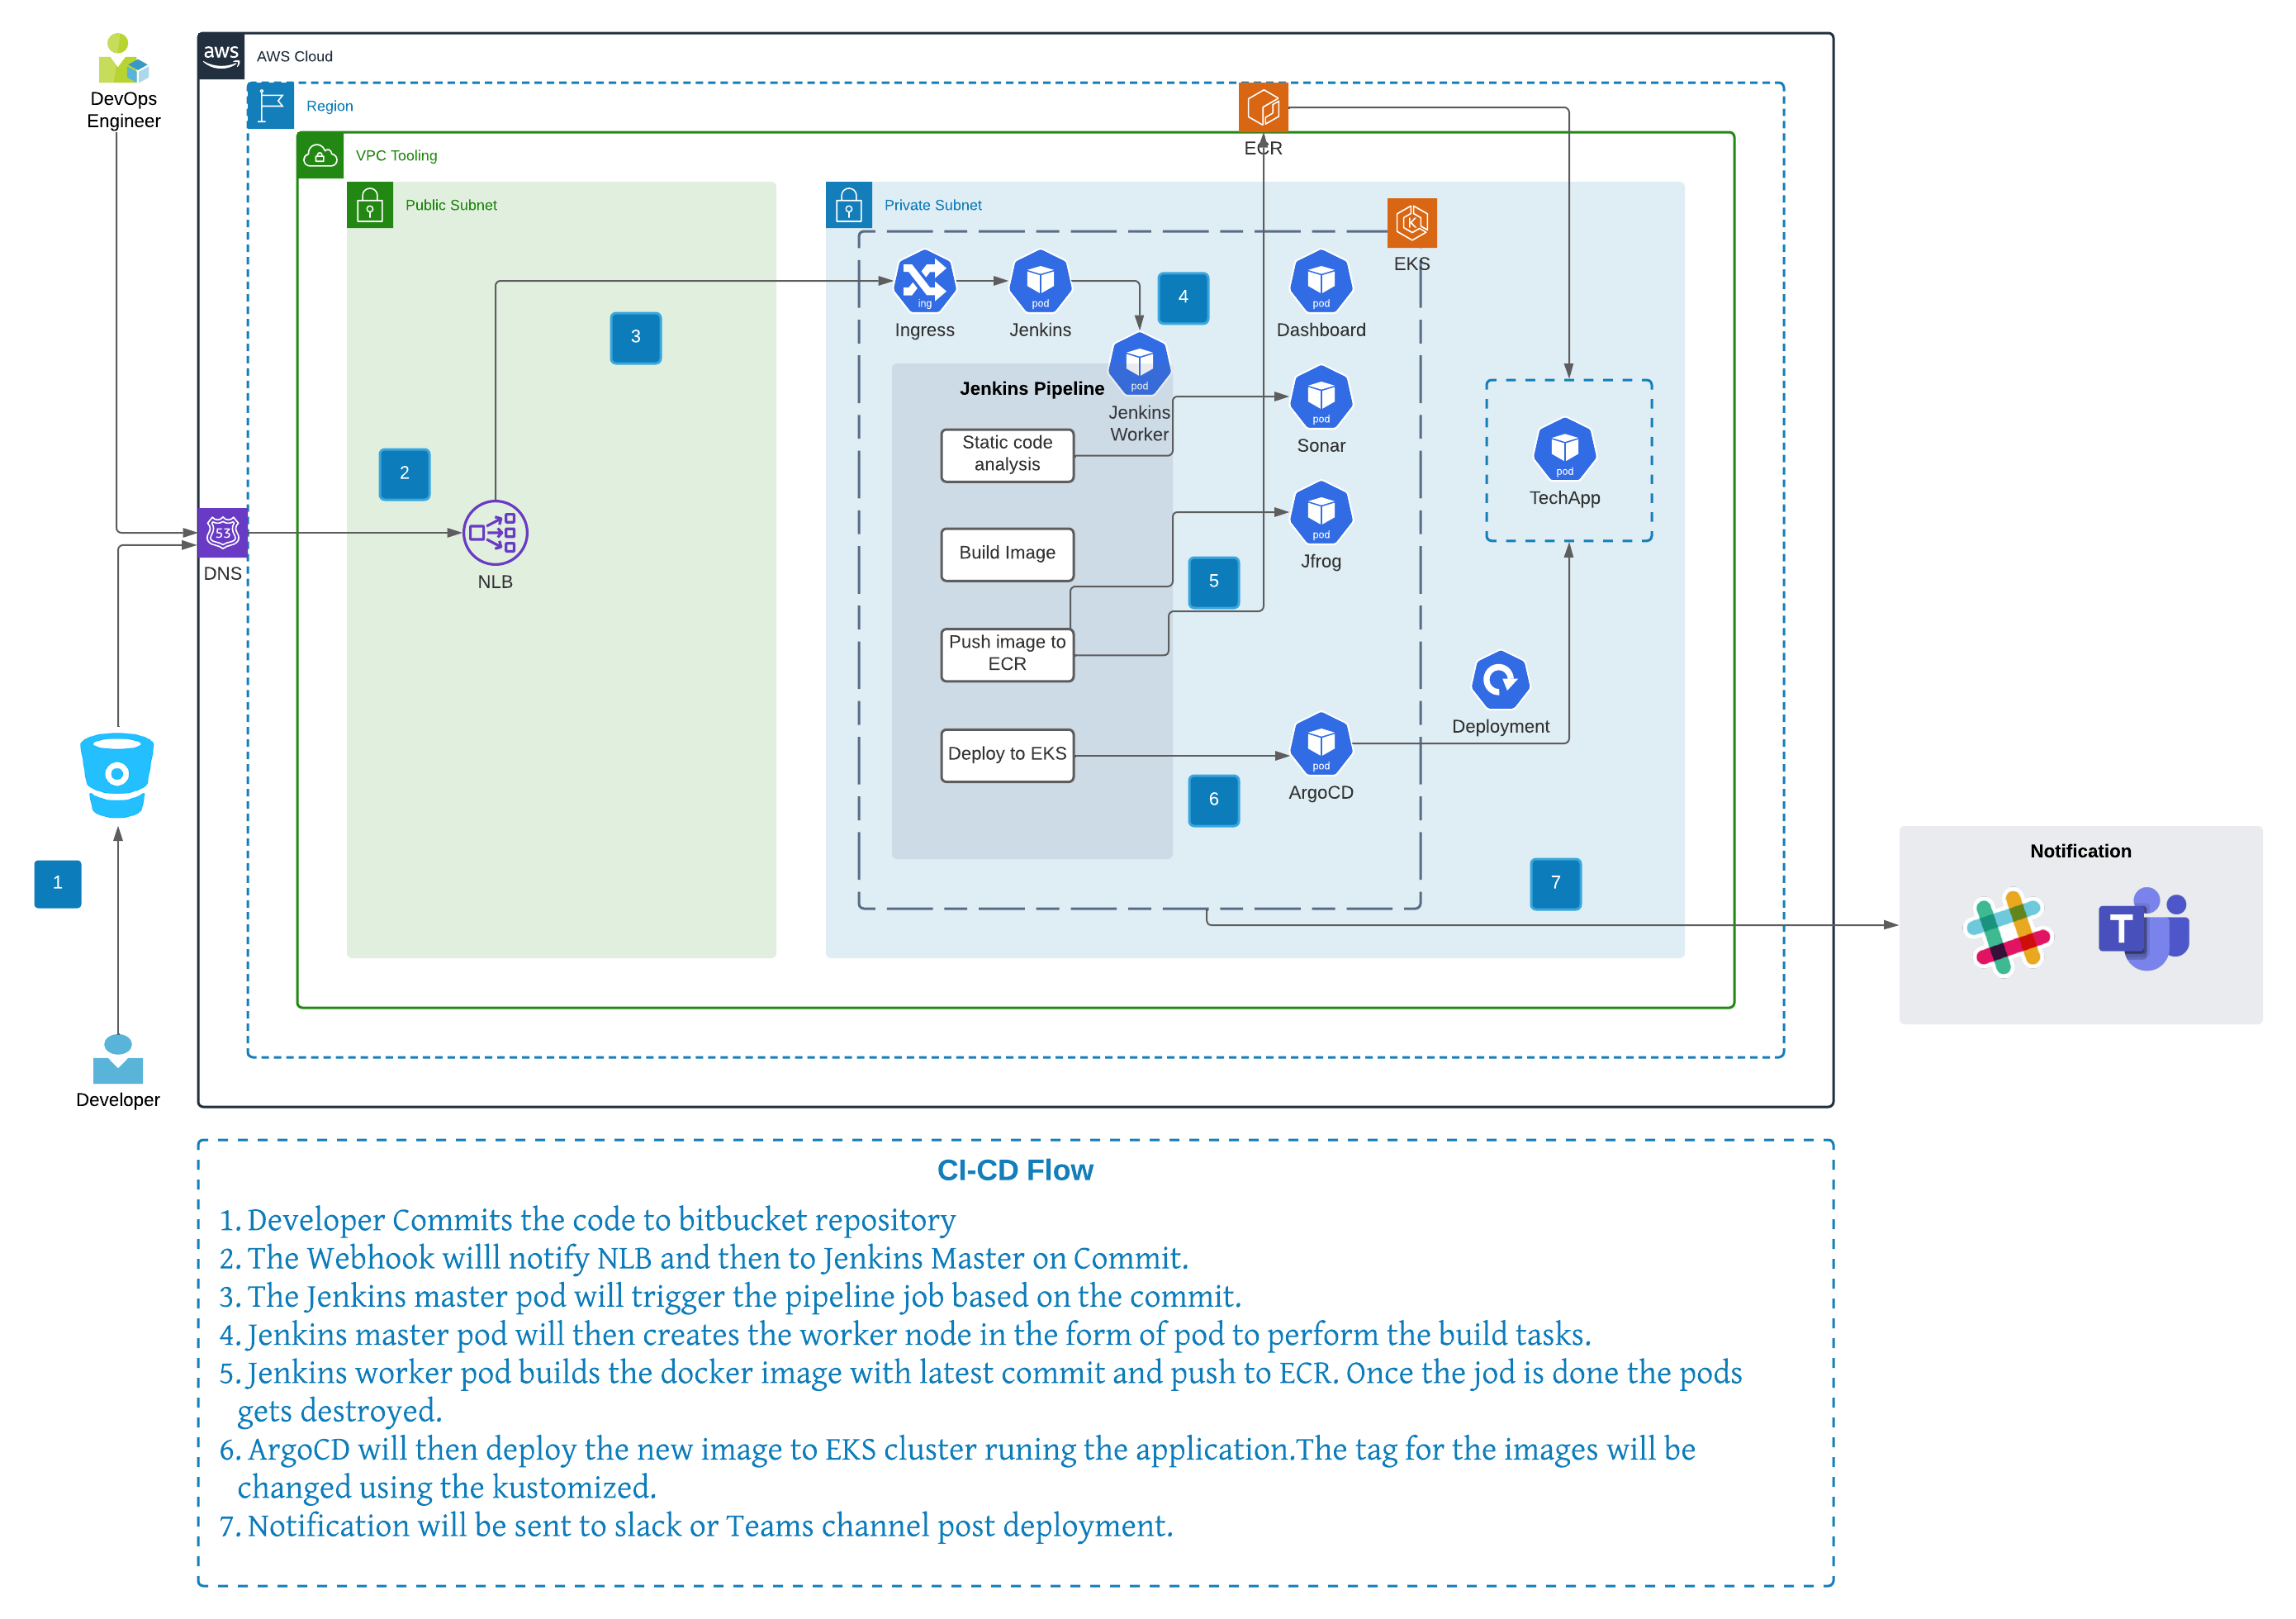 DevOps
Engineer
aws
AWS Cloud
Region
ECR
VPC Tooling
Public Subnet
Private Subnet
K
EKS
ing
Ingress
pod
Jenkins
4
pod
Dashboard
3
Jenkins Pipeline
pod
Jenkins
Worker
pod
Sonar
Static code
analysis
2
pod
TechApp
53
DNS
NLB
Build Image
pod
Jfrog
5
Push image to
ECR
Deployment
Deploy to EKS
pod
ArgoCD
6
1
7
Notification
T
Developer
CI-CD Flow
1. Developer Commits the code to bitbucket repository
2. The Webhook willl notify NLB and then to Jenkins Master on Commit.
3. The Jenkins master pod will trigger the pipeline job based on the commit.
4. Jenkins master pod will then creates the worker node in the form of pod to perform the build tasks.
5. Jenkins worker pod builds the docker image with latest commit and push to ECR. Once the jod is done the pods
gets destroyed.
6. ArgoCD will then deploy the new image to EKS cluster runing the application.The tag for the images will be
changed using the kustomized.
7. Notification will be sent to slack or Teams channel post deployment.